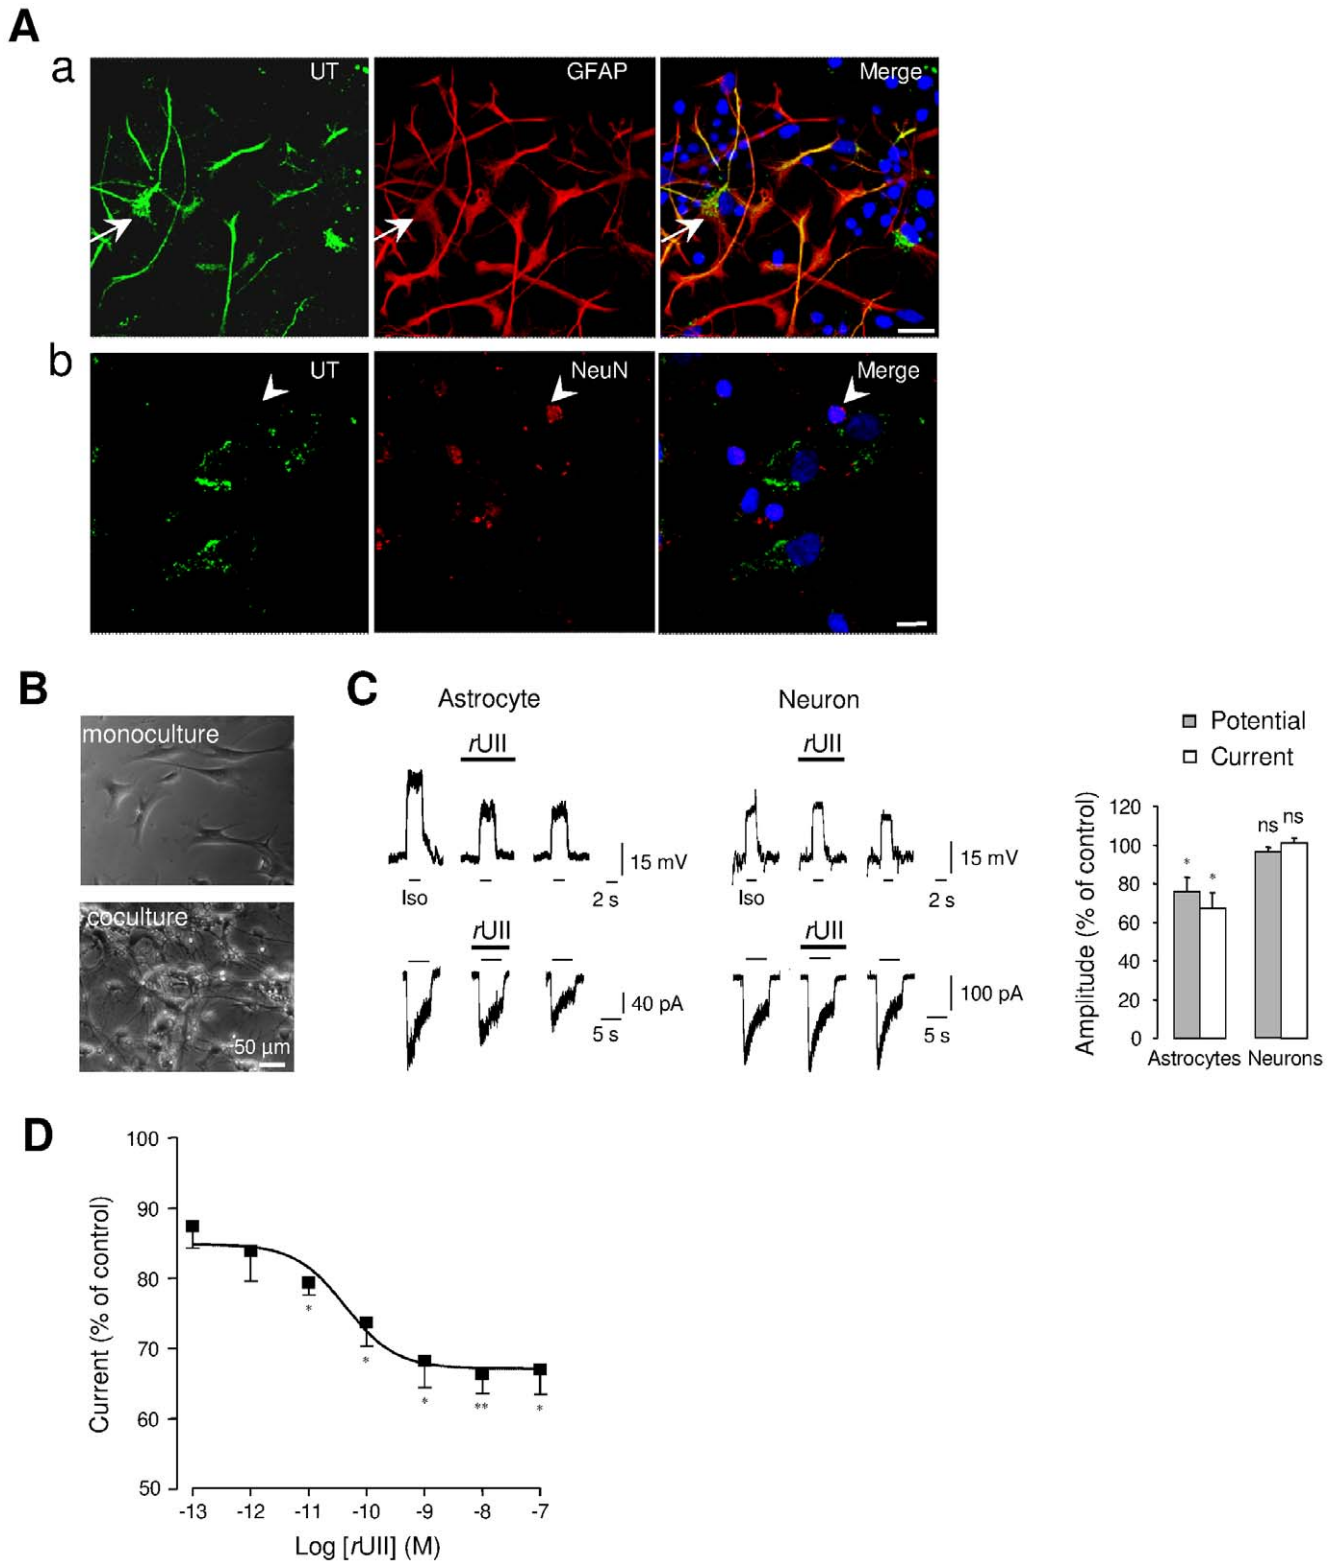 A
a
UT
GFAP
Merge
b
UT
NeuN
Merge
B
monoculture
coculture
50 µm
C
Astrocyte
Neuron
rUII
rUII
15 mV
15 mV
Iso
2 s
Iso
2 s
rUII
rUII
40 pA
100 pA
5 s
5 s
Potential
Current
Amplitude (% of control)
120
100
80
60
40
20
0
* * ns ns
Astrocytes Neurons
D
Current (% of control)
100
90
80
70
60
50
* * * ** *
-13 -12 -11 -10 -9 -8 -7
Log [rUII] (M)